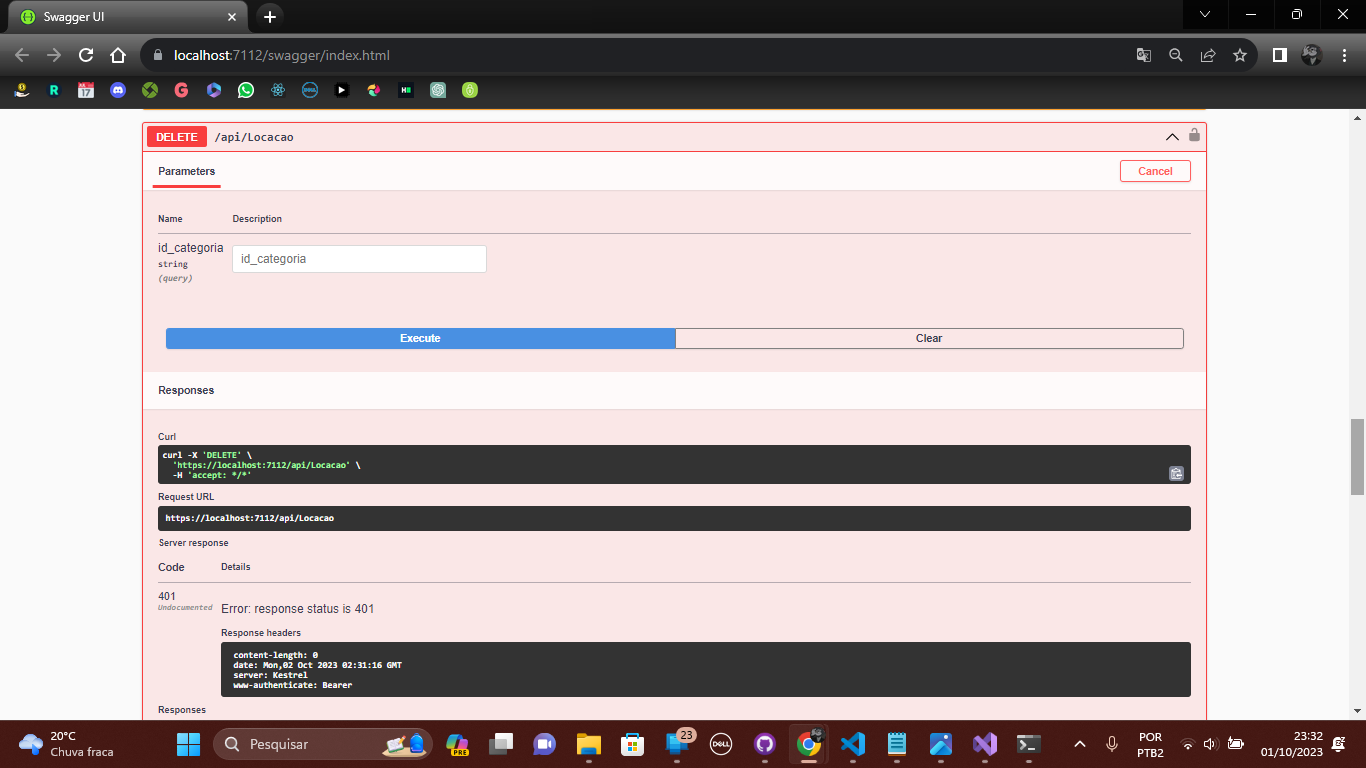 Swagger UI
localhost:7112/swagger/index.html
DELETE /api/Locacao
Parameters
Cancel
Name Description
id_categoria
string
(query)
id_categoria
Execute
Clear
Responses
Curl
curl -X 'DELETE' \
'https://localhost:7112/api/Locacao' \
-H 'accept: */*'
Request URL
https://localhost:7112/api/Locacao
Server response
Code Details
401
Undocumented
Error: response status is 401
Response headers
content-length: 0
date: Mon,02 Oct 2023 02:31:16 GMT
server: Kestrel
www-authenticate: Bearer
Responses
20°C
Chuva fraca
Pesquisar
PRE
23
DELL
POR
PTB2
23:32
01/10/2023